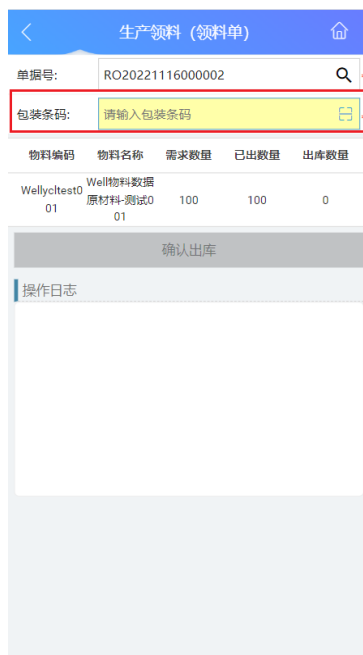 生产领料（领料单）
单据号: RO20221116000002
包装条码: 请输入包装条码
物料编码 物料名称 需求数量 已出数量 出库数量
Wellycltest0 Well物料数据 100 100 0
01 原材料-测试0
01
确认出库
操作日志